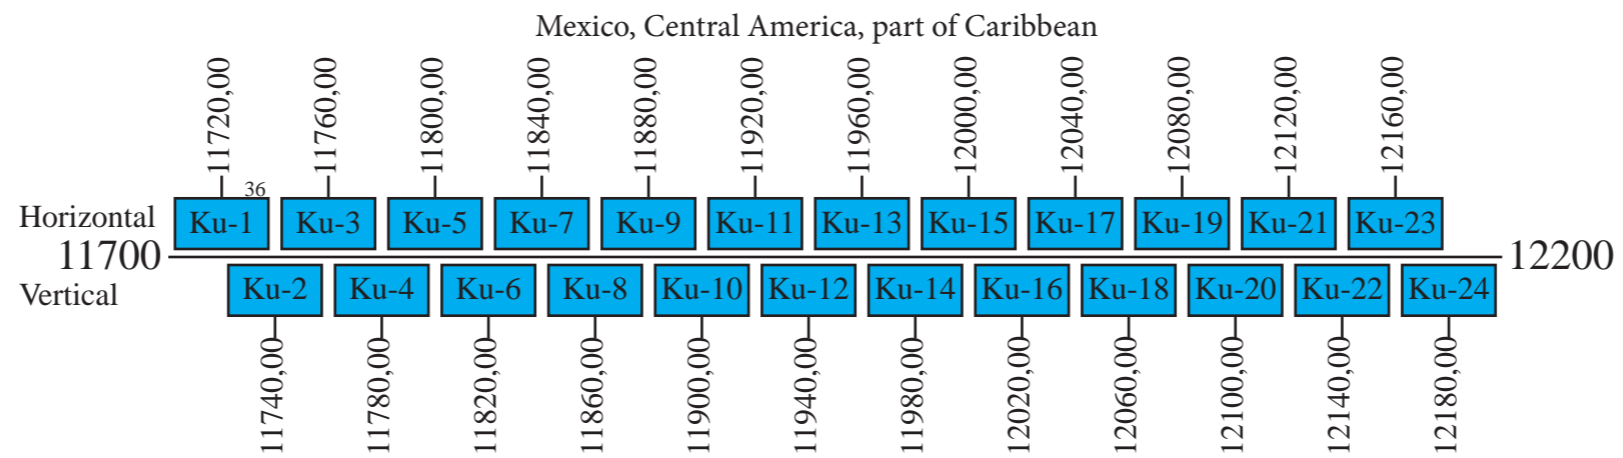 Mexico, Central America, part of Caribbean
11720,00 11760,00 11800,00 11840,00 11880,00 11920,00 11960,00 12000,00 12040,00 12080,00 12120,00 12160,00
36
Horizontal Ku-1 Ku-3 Ku-5 Ku-7 Ku-9 Ku-11 Ku-13 Ku-15 Ku-17 Ku-19 Ku-21 Ku-23
11700 12200
Vertical Ku-2 Ku-4 Ku-6 Ku-8 Ku-10 Ku-12 Ku-14 Ku-16 Ku-18 Ku-20 Ku-22 Ku-24
11740,00 11780,00 11820,00 11860,00 11900,00 11940,00 11980,00 12020,00 12060,00 12100,00 12140,00 12180,00